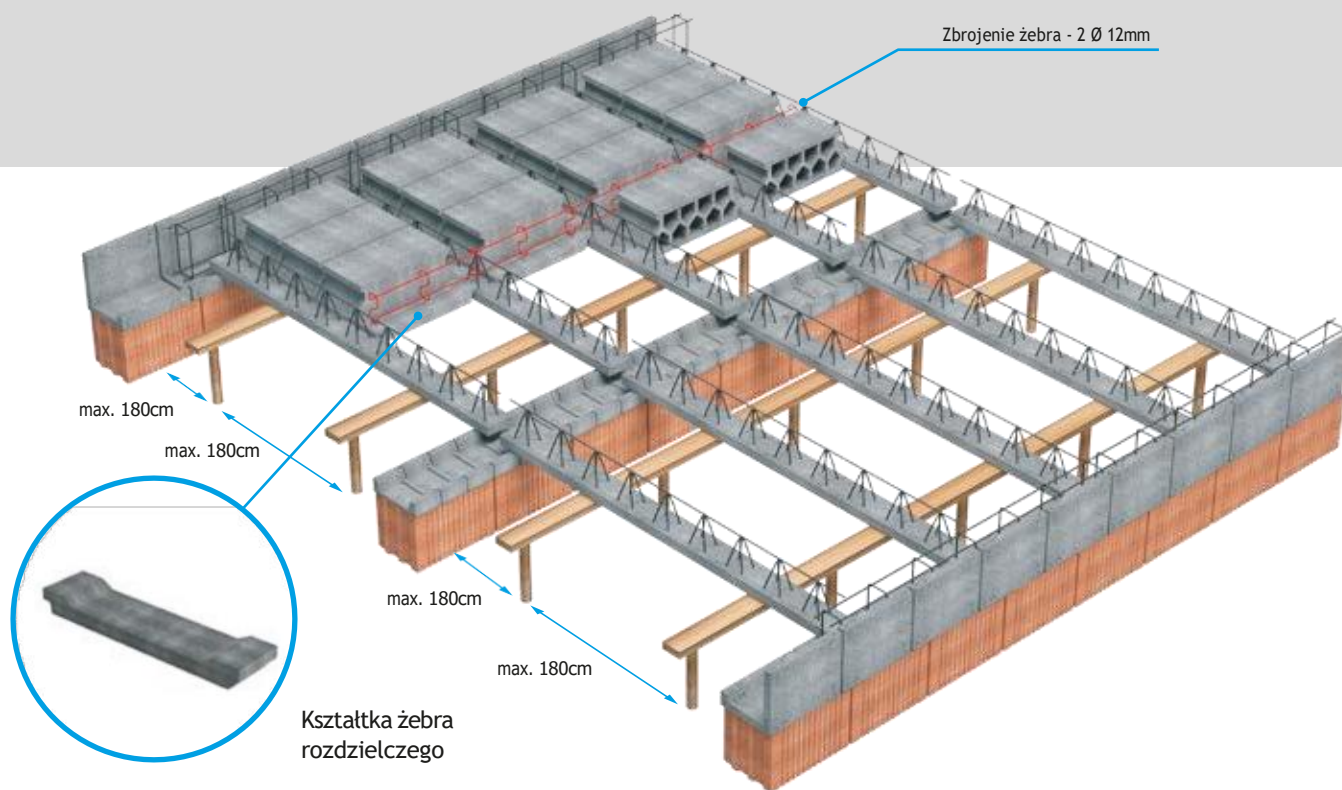 Zbrojenie żebra - 2 Ø 12mm
max. 180cm
max. 180cm
max. 180cm
max. 180cm
Kształtka żebra
rozdzielczego